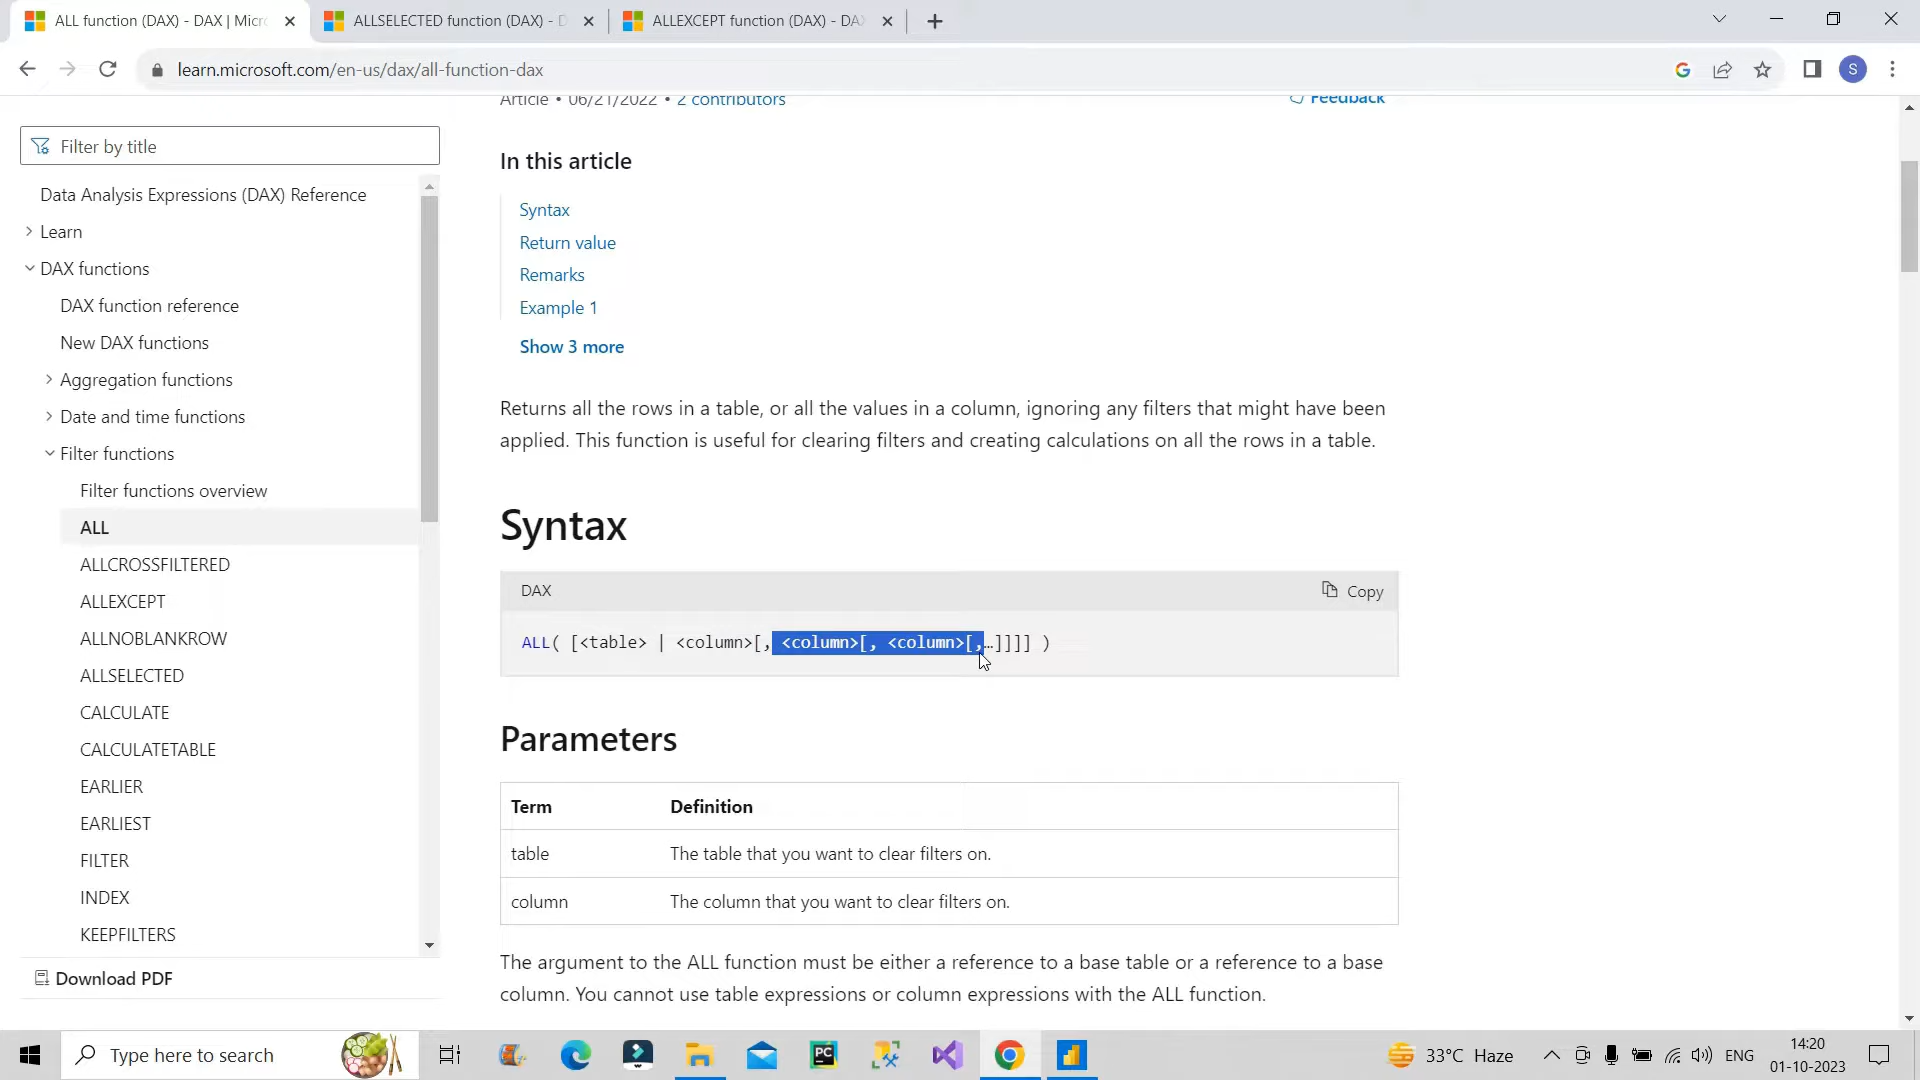 ALL function (DAX) - DAX | Micr
ALLSELECTED function (DAX) - D
ALLEXCEPT function (DAX) - DA
learn.microsoft.com/en-us/dax/all-function-dax
S
Article • 06/21/2022 • 2 contributors
Feedback
Filter by title
Data Analysis Expressions (DAX) Reference
Learn
DAX functions
DAX function reference
New DAX functions
Aggregation functions
Date and time functions
Filter functions
Filter functions overview
ALL
ALLCROSSFILTERED
ALLEXCEPT
ALLNOBLANKROW
ALLSELECTED
CALCULATE
CALCULATETABLE
EARLIER
EARLIEST
FILTER
INDEX
KEEPFILTERS
Download PDF
In this article
Syntax
Return value
Remarks
Example 1
Show 3 more
Returns all the rows in a table, or all the values in a column, ignoring any filters that might have been
applied. This function is useful for clearing filters and creating calculations on all the rows in a table.
Syntax
DAX
Copy
ALL( [<table> | <column>[, <column>[, <column>[,…]]]] )
Parameters
Term Definition
table The table that you want to clear filters on.
column The column that you want to clear filters on.
The argument to the ALL function must be either a reference to a base table or a reference to a base
column. You cannot use table expressions or column expressions with the ALL function.
Type here to search
PC
33°C Haze
ENG
14:20
01-10-2023